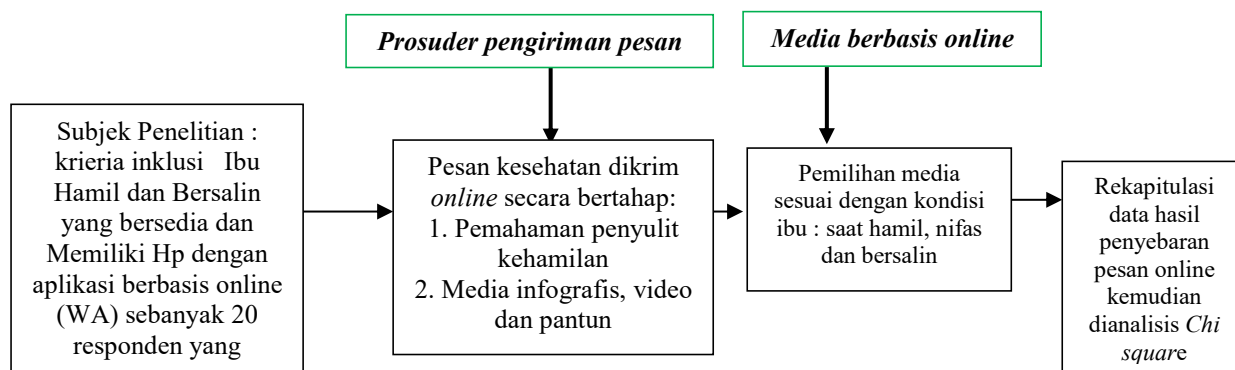 Prosuder pengiriman pesan
Media berbasis online
Subjek Penelitian :
krieria inklusi Ibu
Hamil dan Bersalin
yang bersedia dan
Memiliki Hp dengan
aplikasi berbasis online
(WA) sebanyak 20
responden yang
Pesan kesehatan dikrim
online secara bertahap:
1. Pemahaman penyulit
kehamilan
2. Media infografis, video
dan pantun
Pemilihan media
sesuai dengan kondisi
ibu : saat hamil, nifas
dan bersalin
Rekapitulasi
data hasil
penyebaran
pesan online
kemudian
dianalisis Chi
square